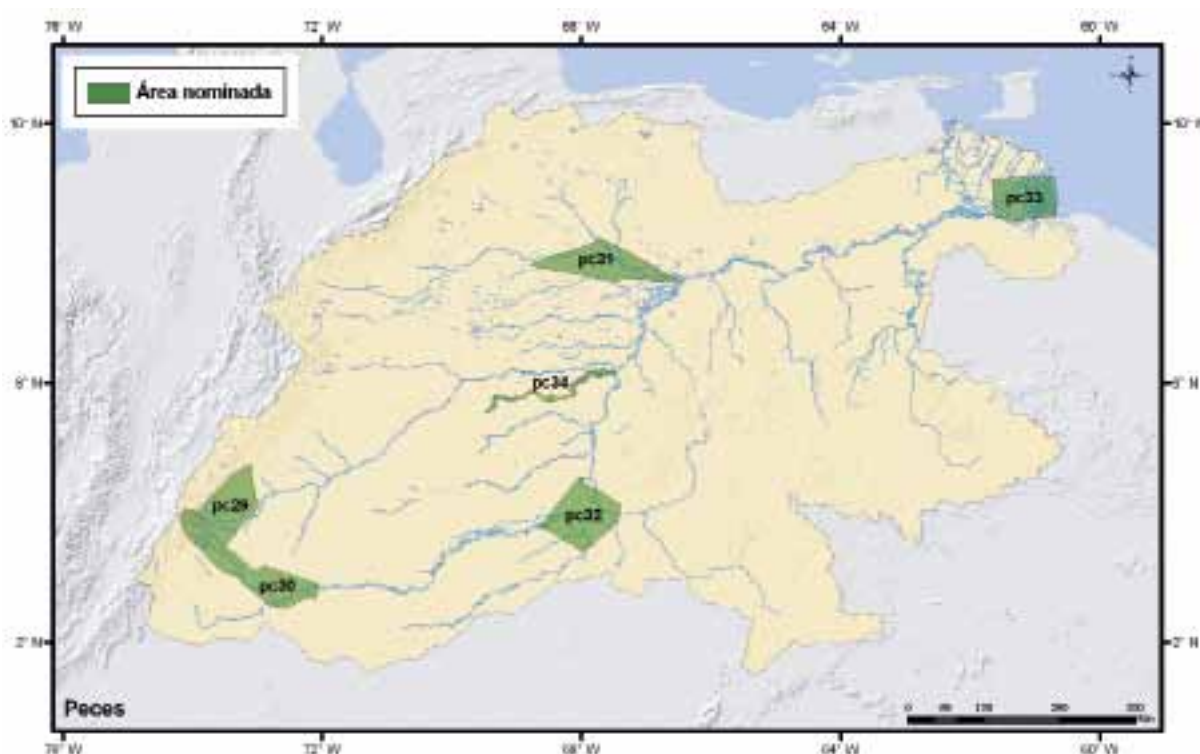 76° W 72° W 68° W 64° W 60° W
Área nominada
10° N 10° N
pc33
pc31
6° N 6° N
pc34
pc29
pc32
pc30
2° N 2° N
Peces
Km
76° W 72° W 68° W 64° W 60° W